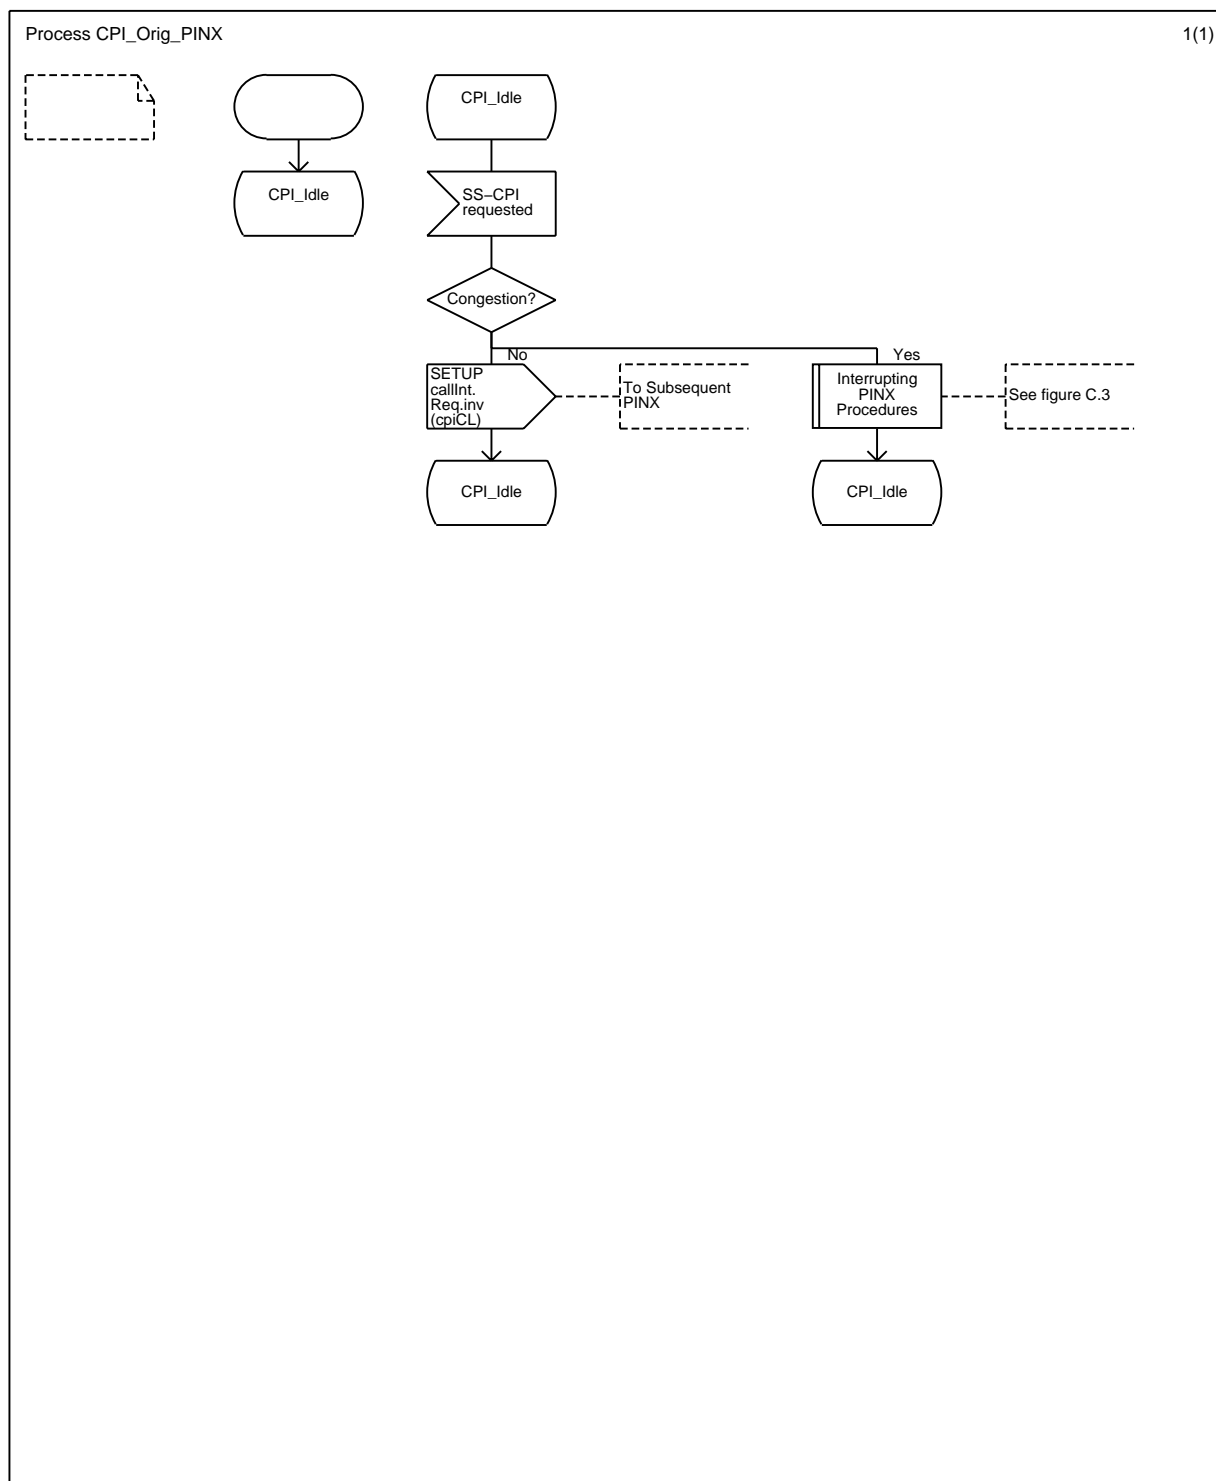 Process CPI_Orig_PINX
1(1)
CPI_Idle
CPI_Idle
SS–CPI
requested
Congestion?
No
Yes
SETUP
callInt.
Req.inv
(cpiCL)
To Subsequent
PINX
Interrupting
PINX
Procedures
See figure C.3
CPI_Idle
CPI_Idle